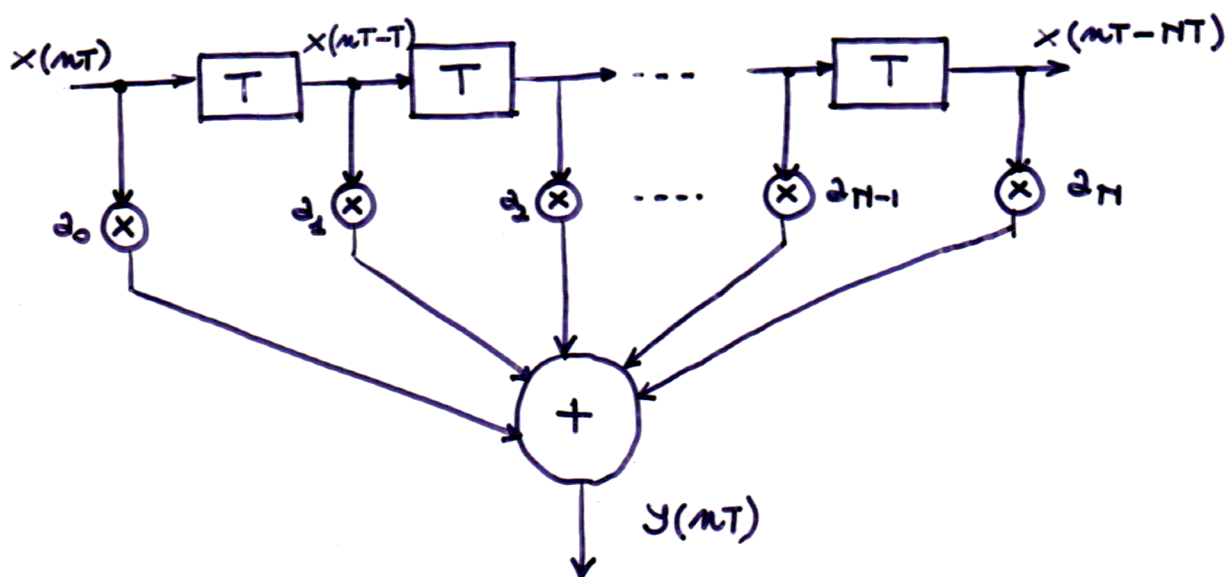 x(nT)
T
x(nT-T)
T
----
T
x(nT-NT)
a₀
×
a₁
×
a₂
×
----
×
aN-1
×
aN
+
y(nT)